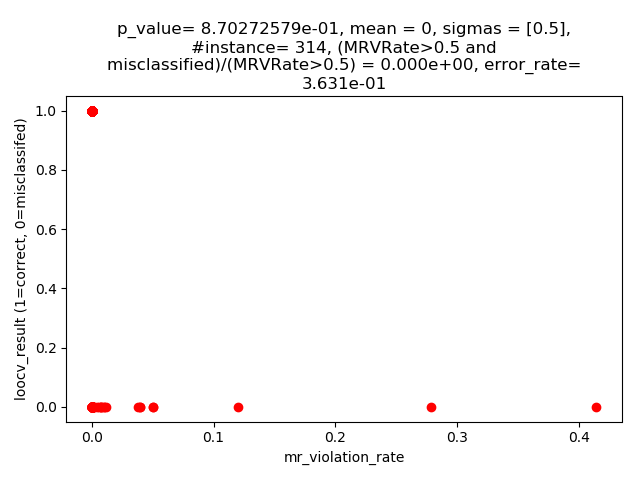 p_value= 8.70272579e-01, mean = 0, sigmas = [0.5],
#instance= 314, (MRVRate>0.5 and
misclassified)/(MRVRate>0.5) = 0.000e+00, error_rate=
3.631e-01
1.0
0.8
0.6
0.4
0.2
0.0
loocv_result (1=correct, 0=misclassifed)
0.0 0.1 0.2 0.3 0.4
mr_violation_rate